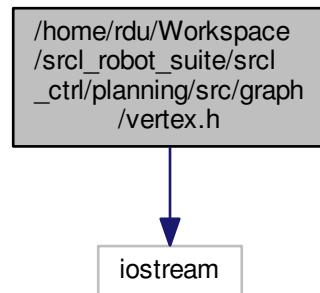 /home/rdu/Workspace
/srcl_robot_suite/srcl
_ctrl/planning/src/graph
/vertex.h
iostream